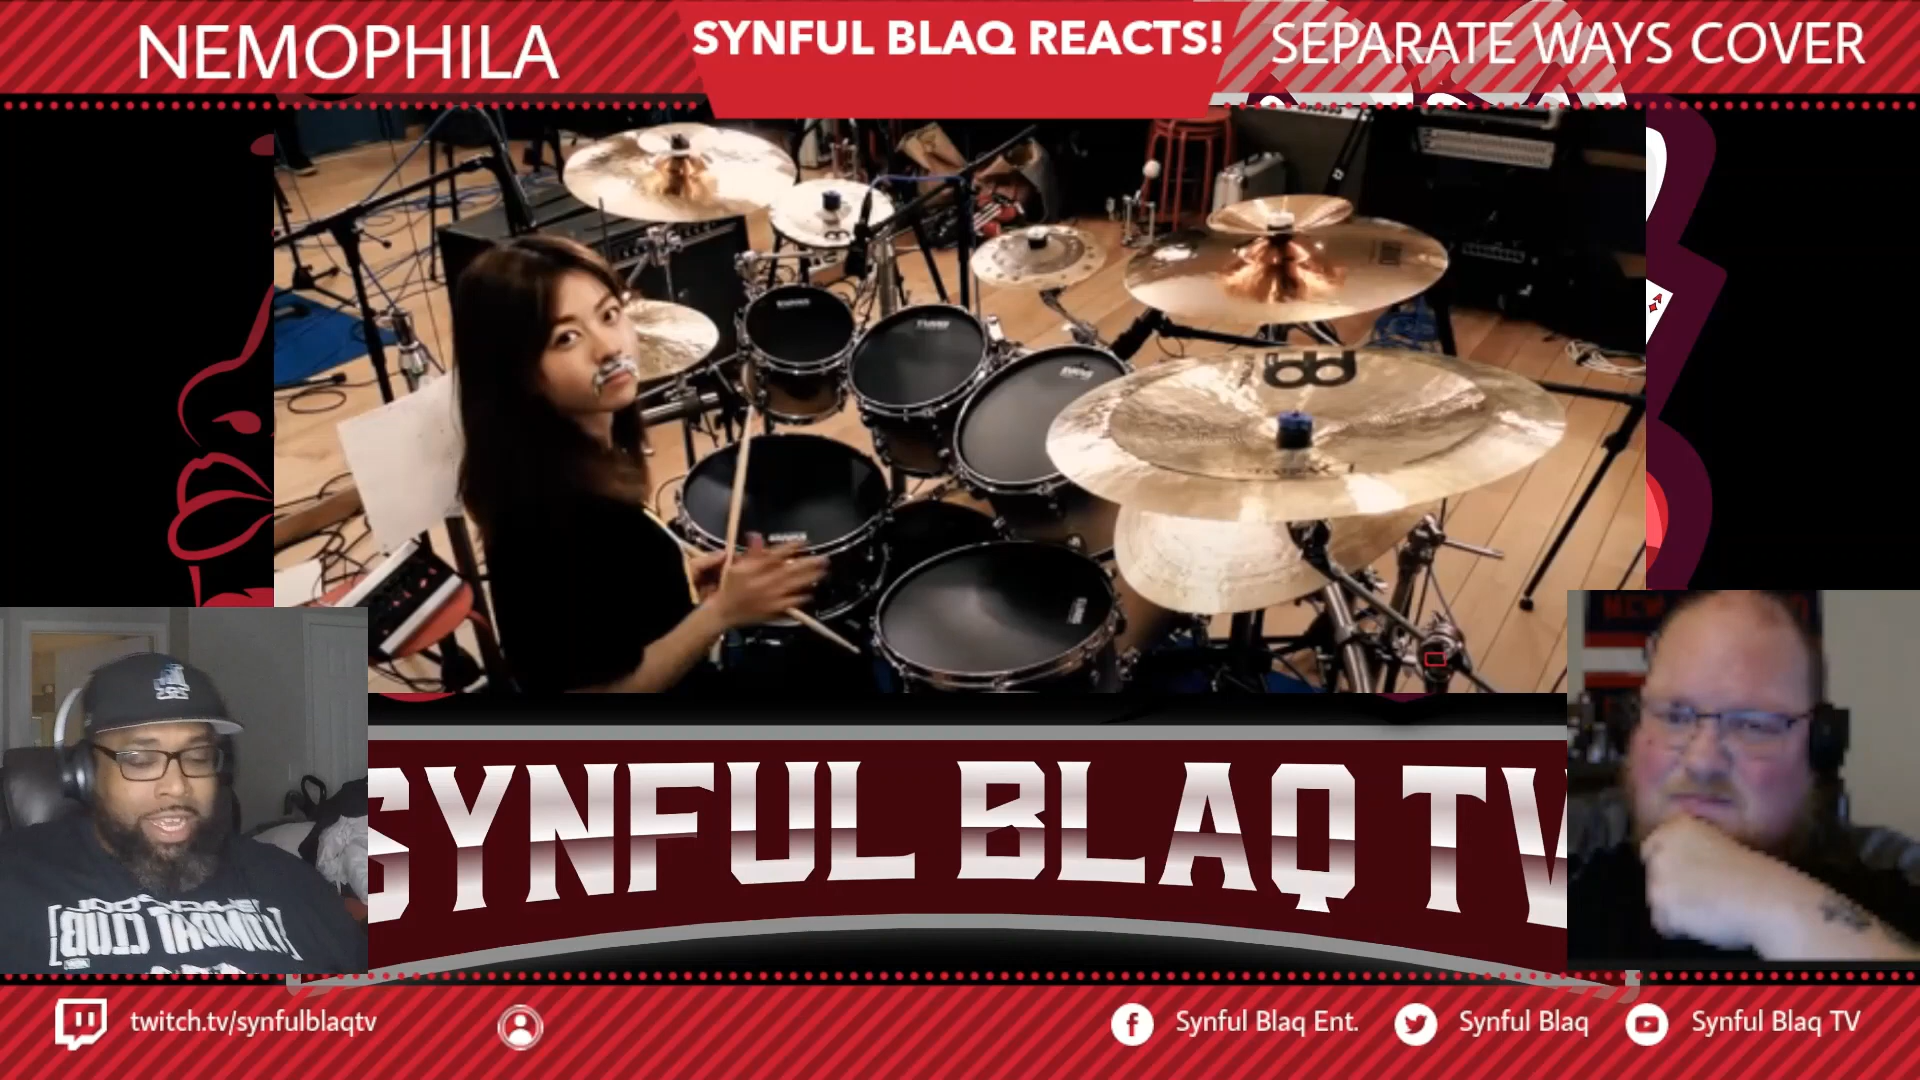 NEMOPHILA
SYNFUL BLAQ REACTS!
SEPARATE WAYS COVER
SYNFUL BLAQ TV
twitch.tv/synfulblaqtv
Synful Blaq Ent.
Synful Blaq
Synful Blaq TV